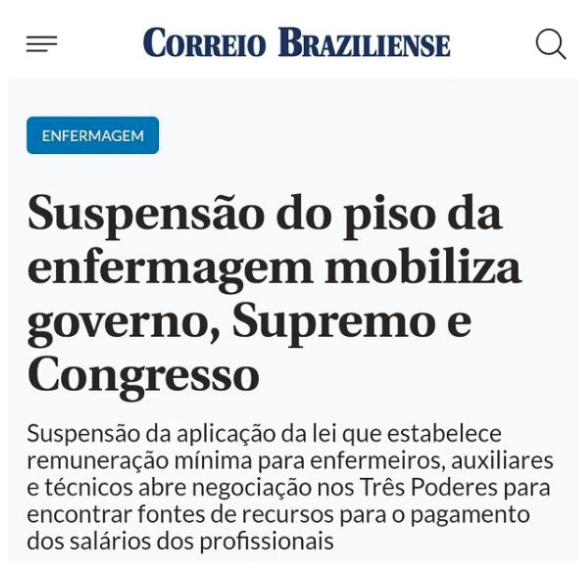 CORREIO BRAZILIENSE
ENFERMAGEM
Suspensão do piso da
enfermagem mobiliza
governo, Supremo e
Congresso
Suspensão da aplicação da lei que estabelece
remuneração mínima para enfermeiros, auxiliares
e técnicos abre negociação nos Três Poderes para
encontrar fontes de recursos para o pagamento
dos salários dos profissionais